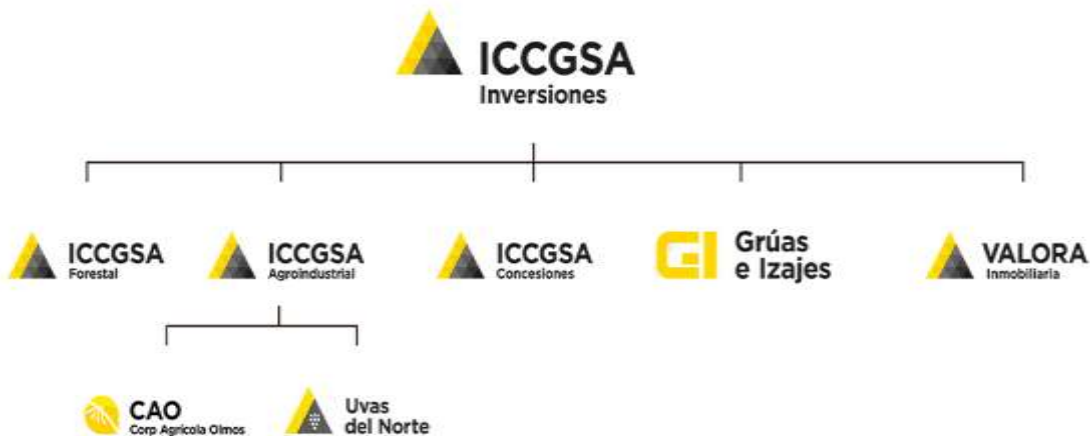 ICCGSA
Inversiones
ICCGSA
Forestal
ICCGSA
Agroindustrial
ICCGSA
Concesiones
GI
Grúas
e Izajes
VALORA
Inmobiliaria
CAO
Corp Agrícola Olmos
Uvas
del Norte